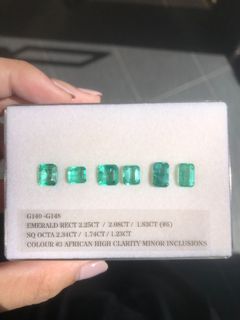 G140 -G148
EMERALD RECT 2.25CT / 2.08CT / 1.83CT (#6)
SQ OCTA 2.34CT / 1.74CT / 1.23CT
COLOUR #3 AFRICAN HIGH CLARITY MINOR INCLUSIONS